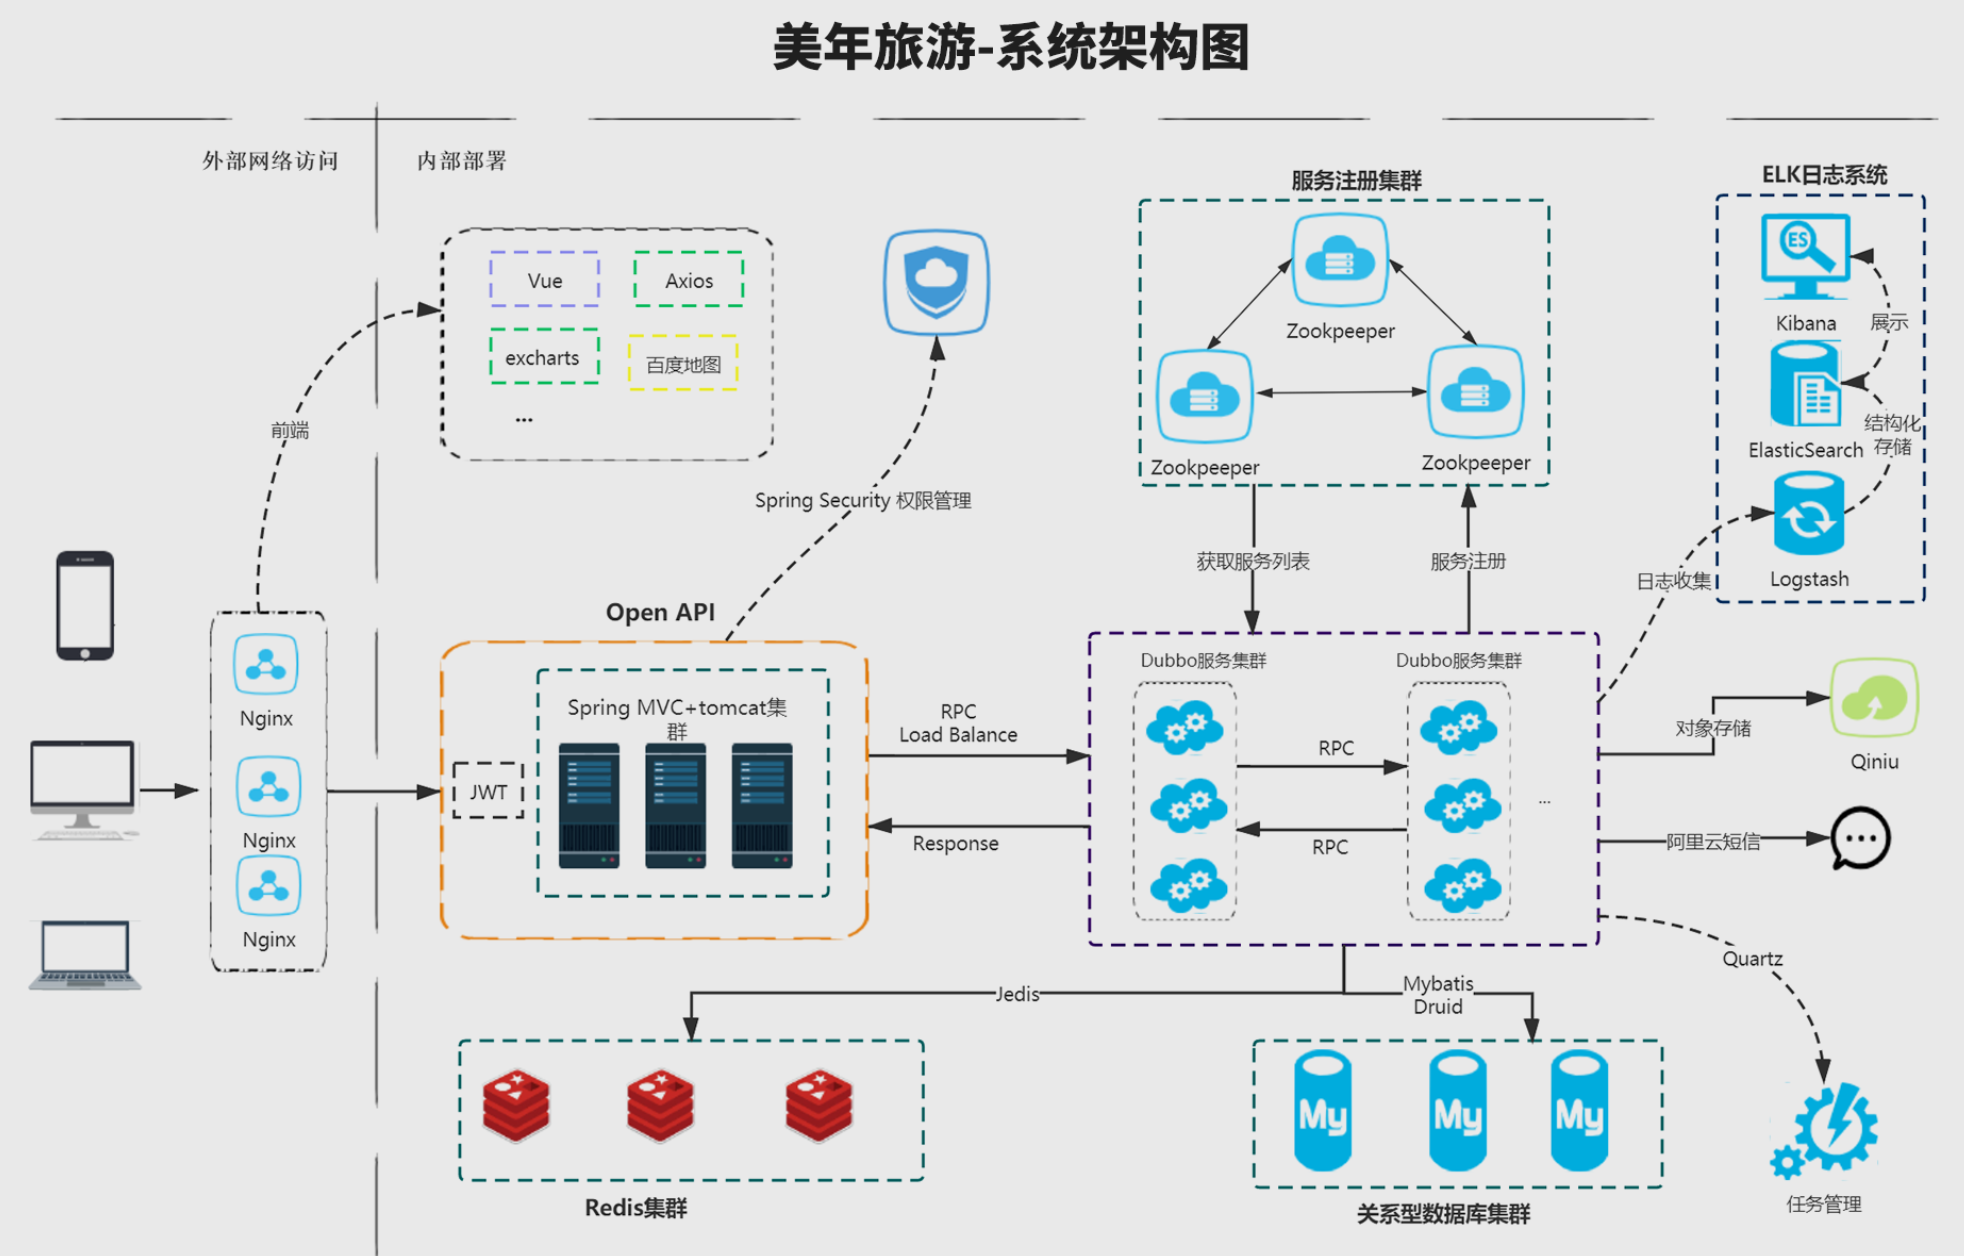 美年旅游-系统架构图
外部网络访问
内部部署
服务注册集群
ELK日志系统
Vue
Axios
excharts
百度地图
...
前端
Spring Security 权限管理
Zookpeeper
Zookpeeper
Zookpeeper
ES
Kibana
展示
ElasticSearch
结构化
存储
Logstash
日志收集
获取服务列表
服务注册
Open API
Nginx
Nginx
Nginx
JWT
Spring MVC+tomcat集
群
RPC
Load Balance
Response
Dubbo服务集群
Dubbo服务集群
RPC
RPC
...
对象存储
Qiniu
阿里云短信
Quartz
Jedis
Mybatis
Druid
My
My
My
Redis集群
关系型数据库集群
任务管理